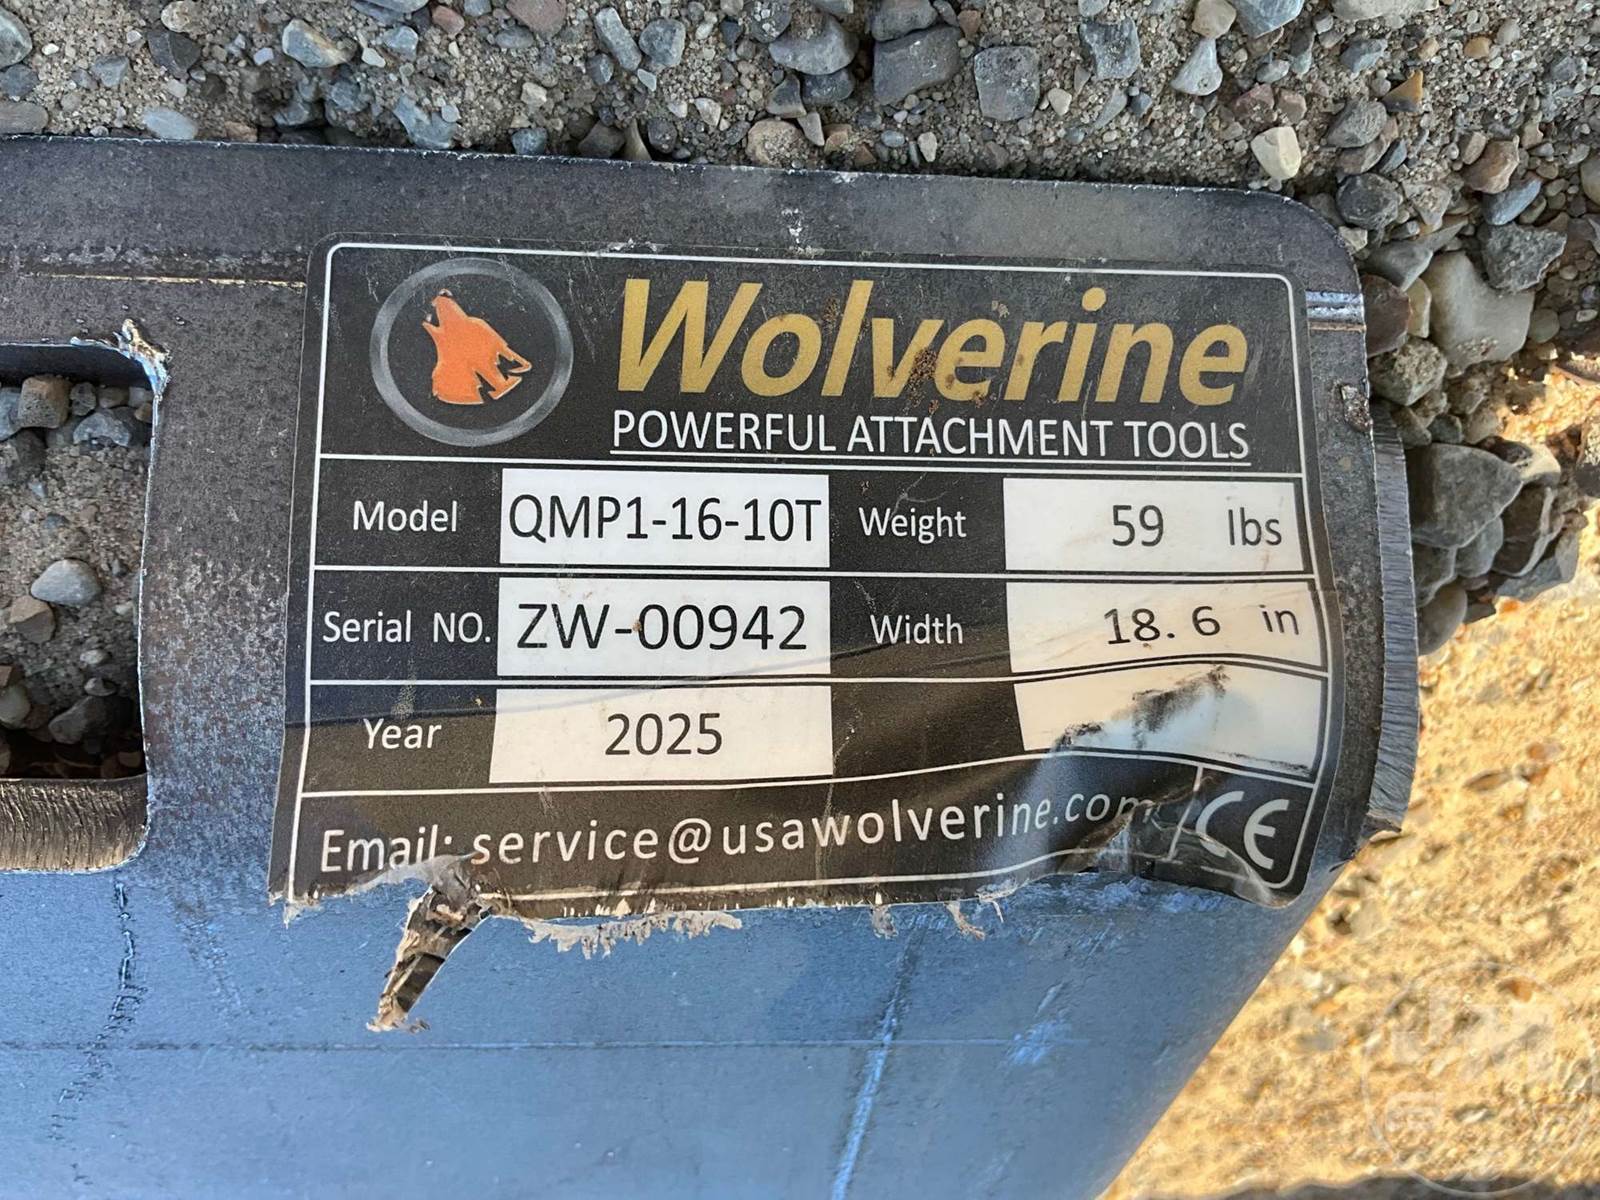 Wolverine
POWERFUL ATTACHMENT TOOLS
Model QMP1-16-10T Weight 59 lbs
Serial NO. ZW-00942 Width 18.6 in
Year 2025
Email: service@usawolverine.com CE